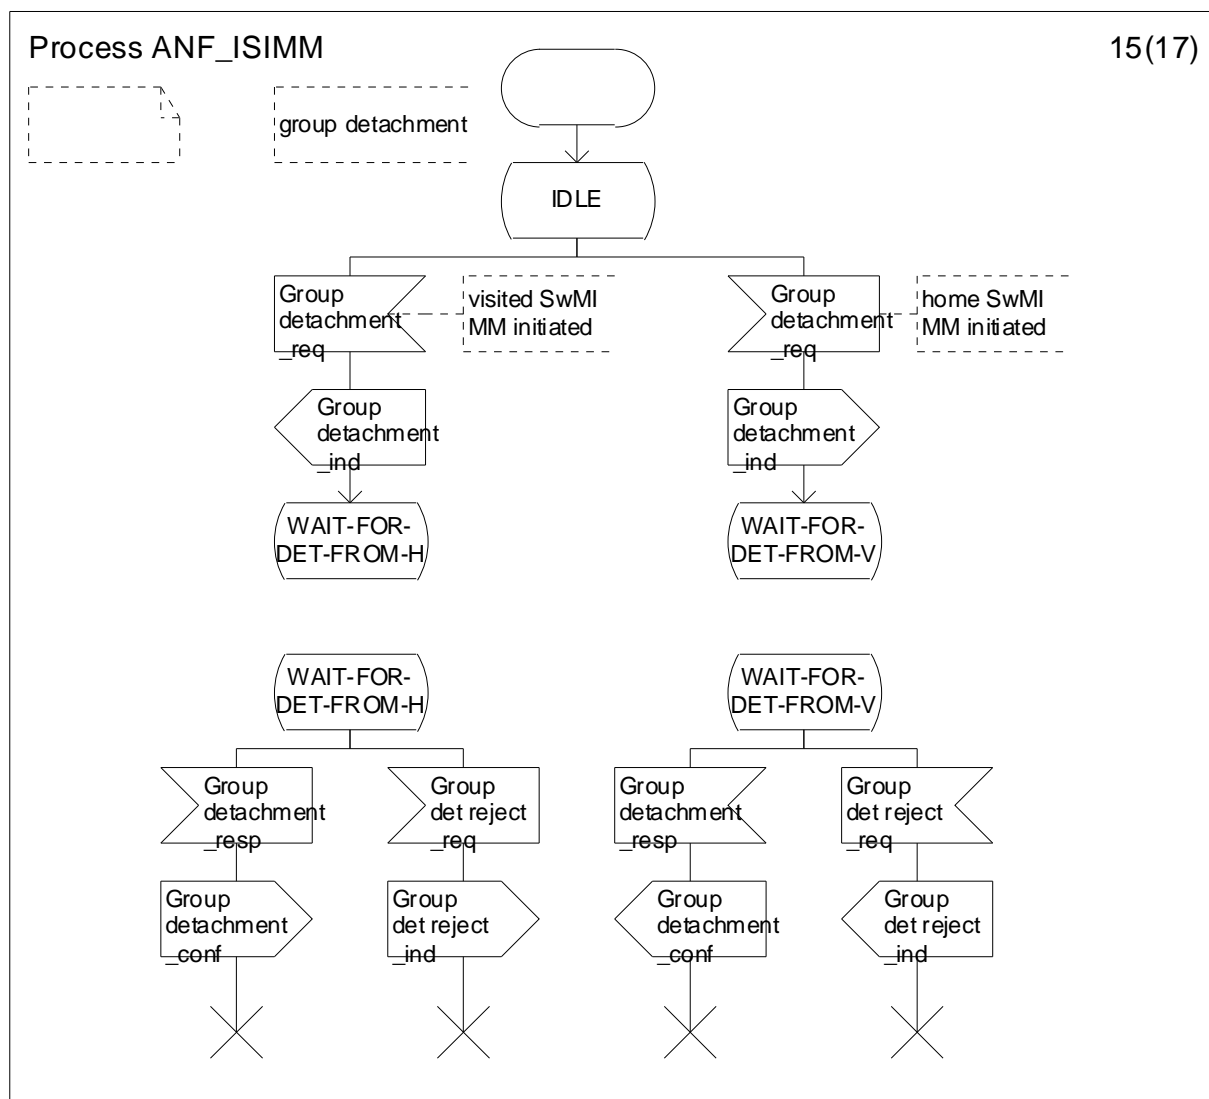 Process ANF_ISIMM
15(17)
group detachment
IDLE
Group
detachment
_req
visited SwMI
MM initiated
Group
detachment
_req
home SwMI
MM initiated
Group
detachment
_ind
Group
detachment
_ind
WAIT-FOR-
DET-FROM-H
WAIT-FOR-
DET-FROM-V
WAIT-FOR-
DET-FROM-H
WAIT-FOR-
DET-FROM-V
Group
detachment
_resp
Group
det reject
_req
Group
detachment
_resp
Group
det reject
_req
Group
detachment
_conf
Group
det reject
_ind
Group
detachment
_conf
Group
det reject
_ind